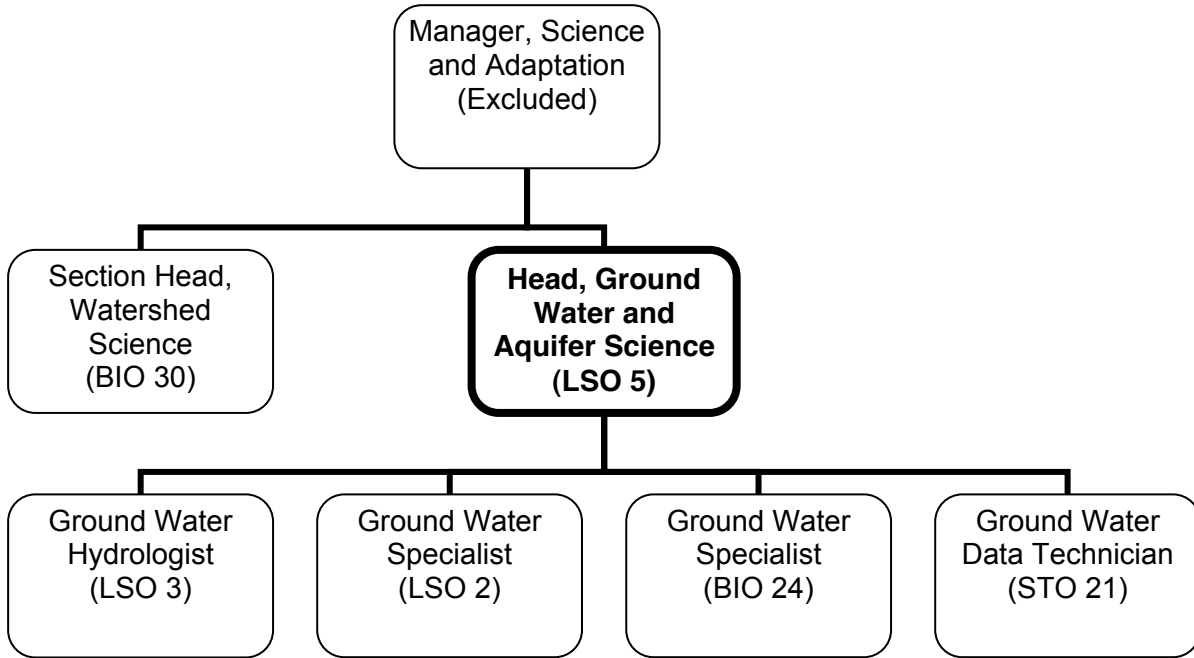 Manager, Science
and Adaptation
(Excluded)
Section Head,
Watershed
Science
(BIO 30)
Head, Ground
Water and
Aquifer Science
(LSO 5)
Ground Water
Hydrologist
(LSO 3)
Ground Water
Specialist
(LSO 2)
Ground Water
Specialist
(BIO 24)
Ground Water
Data Technician
(STO 21)